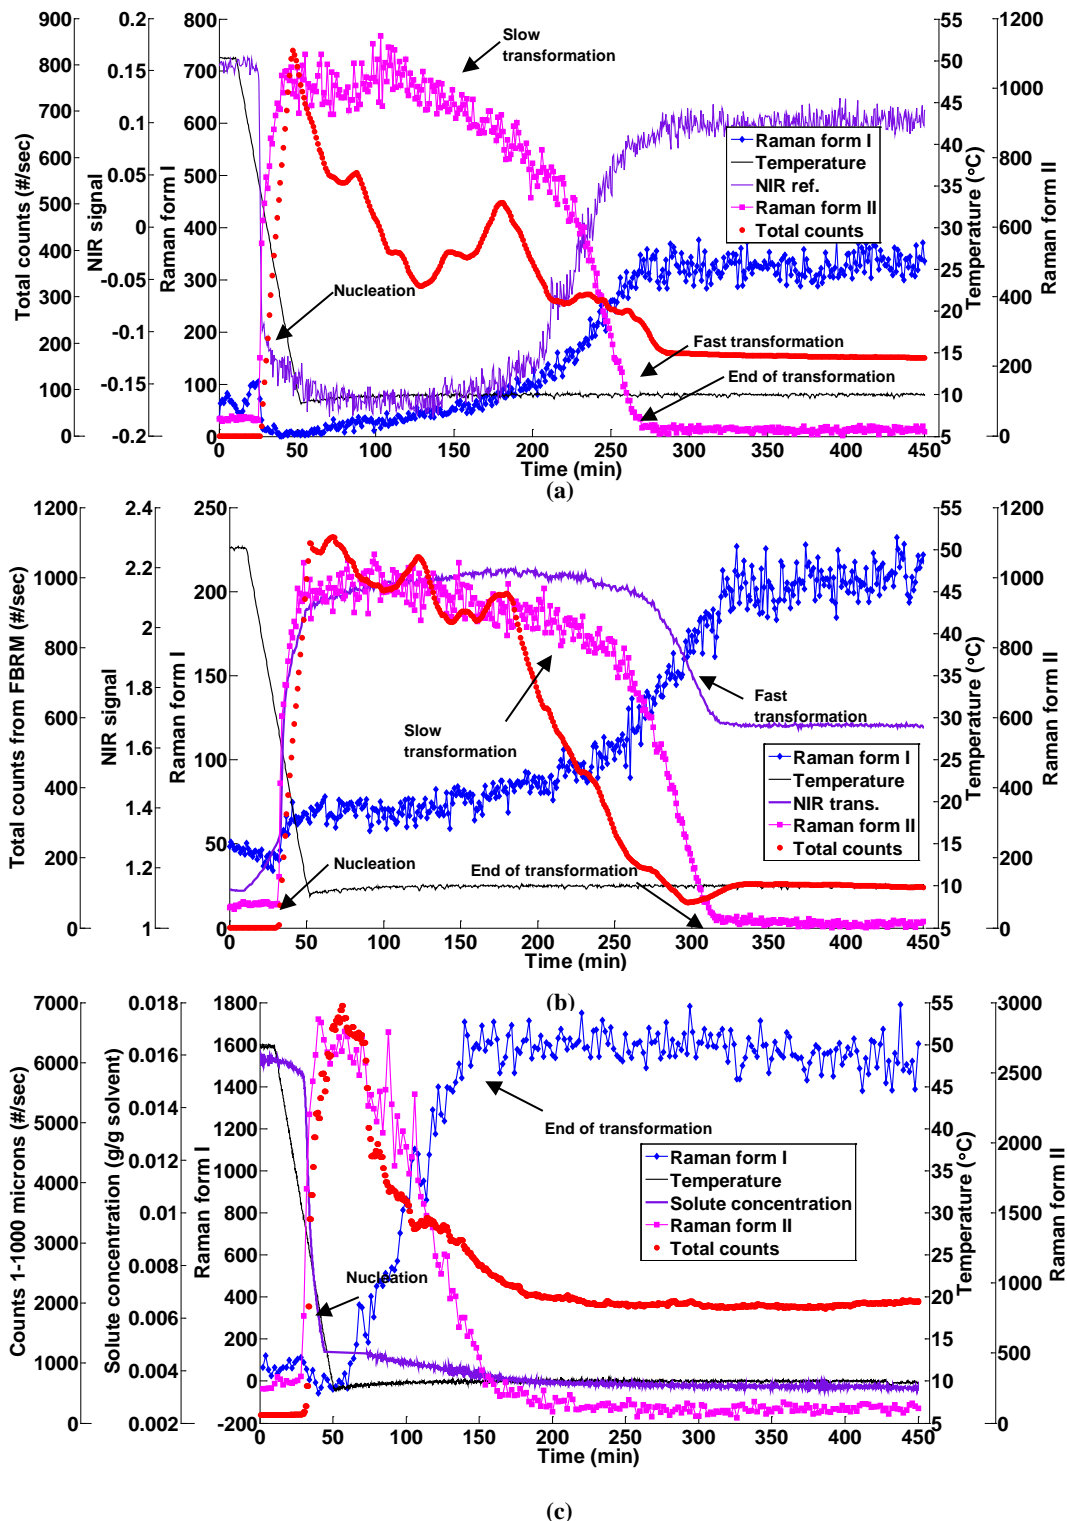 Total counts (#/sec)
900
800
700
600
500
400
300
200
100
0
NIR signal
0.2
0.15
0.1
0.05
0
-0.05
-0.1
-0.15
-0.2
Raman form I
800
700
600
500
400
300
200
100
0
Slow
transformation
Nucleation
Fast transformation
End of transformation
Raman form I
Temperature
NIR ref.
Raman form II
Total counts
Temperature (°C)
55
50
45
40
35
30
25
20
15
10
5
Raman form II
1200
1000
800
600
400
200
0
0 50 100 150 200 250 300 350 400 450
Time (min)
(a)
Total counts from FBRM (#/sec)
1200
1000
800
600
400
200
0
NIR signal
2.4
2.2
2
1.8
1.6
1.4
1.2
1
Raman form I
250
200
150
100
50
0
Slow
transformation
Fast
transformation
Nucleation
End of transformation
Raman form I
Temperature
NIR trans.
Raman form II
Total counts
Temperature (°C)
55
50
45
40
35
30
25
20
15
10
5
Raman form II
1200
1000
800
600
400
200
0
0 50 100 150 200 250 300 350 400 450
Time (min)
(b)
Counts 1-1000 microns (#/sec)
7000
6000
5000
4000
3000
2000
1000
0
Solute concentration (g/g solvent)
0.018
0.016
0.014
0.012
0.01
0.008
0.006
0.004
0.002
Raman form I
1800
1600
1400
1200
1000
800
600
400
200
0
-200
End of transformation
Nucleation
Raman form I
Temperature
Solute concentration
Raman form II
Total counts
Temperature (°C)
55
50
45
40
35
30
25
20
15
10
5
Raman form II
3000
2500
2000
1500
1000
500
0
0 50 100 150 200 250 300 350 400 450
Time (min)
(c)